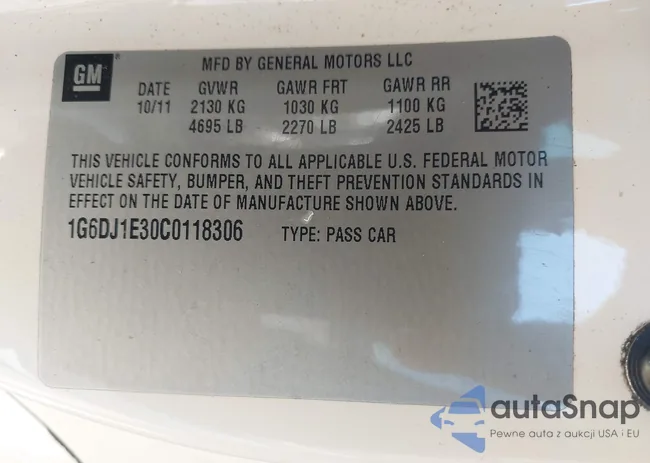 GM
MFD BY GENERAL MOTORS LLC
DATE GVWR GAWR FRT GAWR RR
10/11 2130 KG 1030 KG 1100 KG
4695 LB 2270 LB 2425 LB
THIS VEHICLE CONFORMS TO ALL APPLICABLE U.S. FEDERAL MOTOR
VEHICLE SAFETY, BUMPER, AND THEFT PREVENTION STANDARDS IN
EFFECT ON THE DATE OF MANUFACTURE SHOWN ABOVE.
1G6DJ1E30C0118306 TYPE: PASS CAR
autaSnap
Pewne auta z aukcji USA i EU